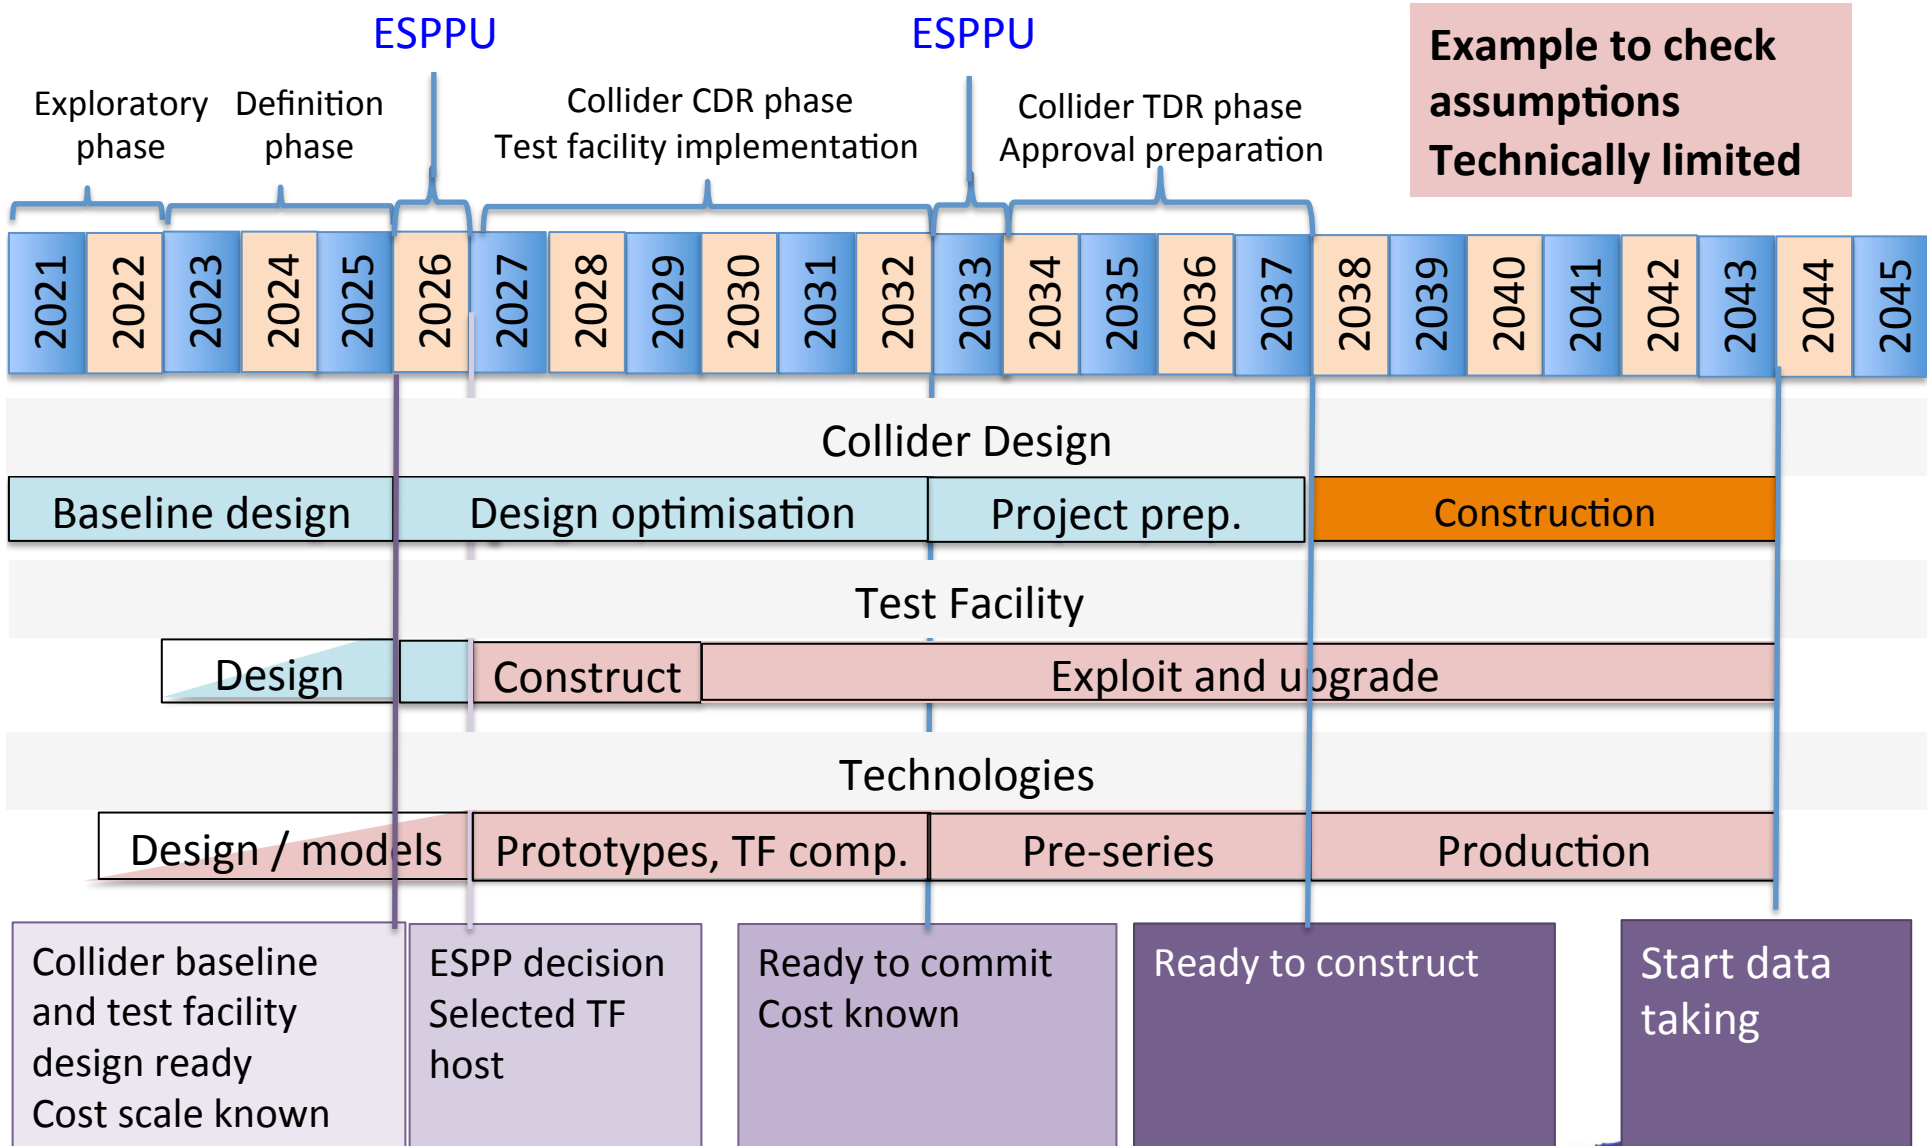 ESPPU
ESPPU
Example to check
assumptions
Technically limited
Exploratory
phase
Definition
phase
Collider CDR phase
Test facility implementation
Collider TDR phase
Approval preparation
2021
2022
2023
2024
2025
2026
2027
2028
2029
2030
2031
2032
2033
2034
2035
2036
2037
2038
2039
2040
2041
2042
2043
2044
2045
Collider Design
Baseline design
Design optimisation
Project prep.
Construction
Test Facility
Design
Construct
Exploit and upgrade
Technologies
Design / models
Prototypes, TF comp.
Pre-series
Production
Collider baseline
and test facility
design ready
Cost scale known
ESPP decision
Selected TF
host
Ready to commit
Cost known
Ready to construct
Start data
taking